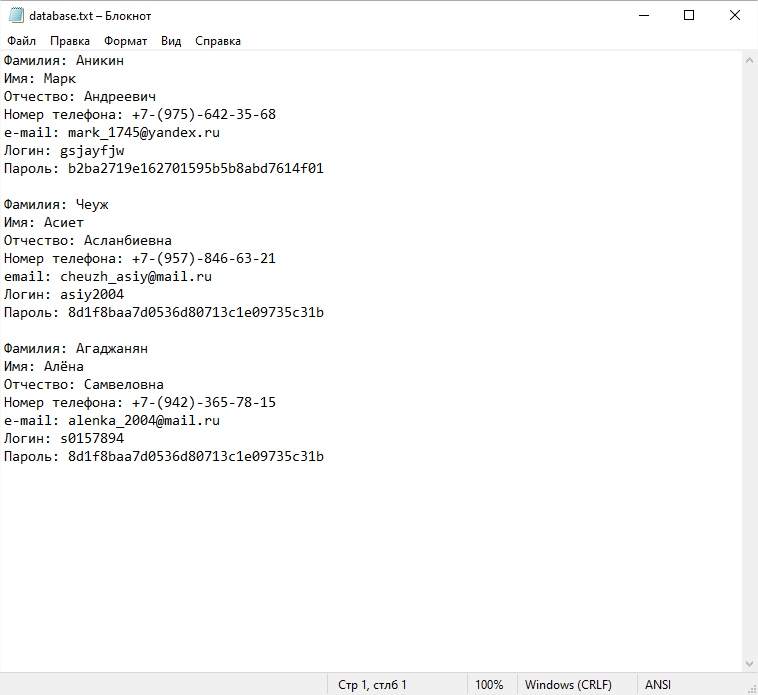 database.txt – Блокнот
Файл Правка Формат Вид Справка
Фамилия: Аникин
Имя: Марк
Отчество: Андреевич
Номер телефона: +7-(975)-642-35-68
e-mail: mark_1745@yandex.ru
Логин: gsjayfjw
Пароль: b2ba2719e162701595b5b8abd7614f01
Фамилия: Чеуж
Имя: Асиет
Отчество: Асланбиевна
Номер телефона: +7-(957)-846-63-21
email: cheuzh_asiy@mail.ru
Логин: asiy2004
Пароль: 8d1f8baa7d0536d80713c1e09735c31b
Фамилия: Агаджанян
Имя: Алёна
Отчество: Самвеловна
Номер телефона: +7-(942)-365-78-15
e-mail: alenka_2004@mail.ru
Логин: s0157894
Пароль: 8d1f8baa7d0536d80713c1e09735c31b
Стр 1, стлб 1 100% Windows (CRLF) ANSI